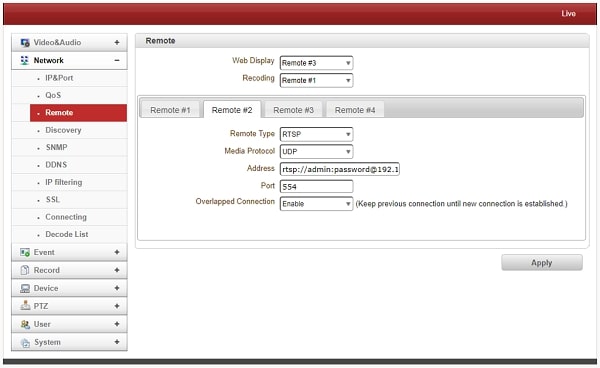 Live
Video&Audio +
Network –
IP&Port
QoS
Remote
Discovery
SNMP
DDNS
IP filtering
SSL
Connecting
Decode List
Event +
Record +
Device +
PTZ +
User +
System +
Remote
Web Display Remote #3
Recoding Remote #1
Remote #1 Remote #2 Remote #3 Remote #4
Remote Type RTSP
Media Protocol UDP
Address rtsp://admin:password@192.1
Port 554
Overlapped Connection Enable (Keep previous connection until new connection is established.)
Apply